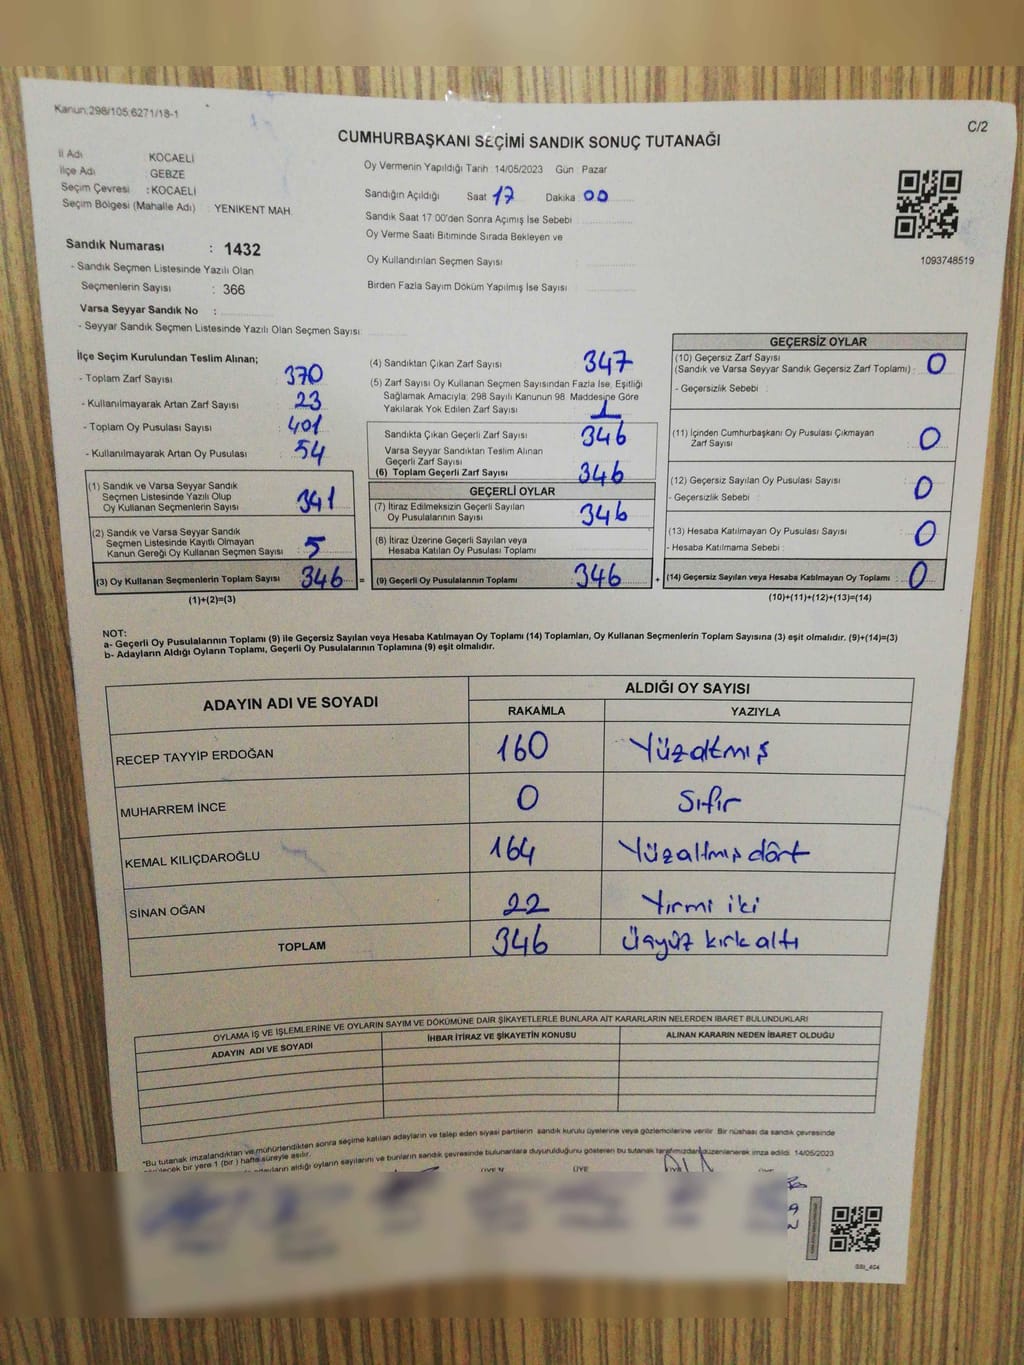 Kanun:298/105;6271/18-1
C/2
CUMHURBAŞKANI SEÇİMİ SANDIK SONUÇ TUTANAĞI
İl Adı KOCAELİ
İlçe Adı : GEBZE
Seçim Çevresi : KOCAELİ
Seçim Bölgesi (Mahalle Adı) YENIKENT MAH.
Oy Vermenin Yapıldığı Tarih 14/05/2023 Gün Pazar
Sandığın Açıldığı Saat 17 Dakika 00
Sandık Saat 17:00'den Sonra Açımış İse Sebebi
Oy Verme Saati Bitiminde Sırada Bekleyen ve
Oy Kullandırılan Seçmen Sayısı
Birden Fazla Sayım Döküm Yapılmış İse Sayısı
1093748519
Sandık Numarası : 1432
- Sandık Seçmen Listesinde Yazılı Olan
Seçmenlerin Sayısı : 366
Varsa Seyyar Sandık No :
- Seyyar Sandık Seçmen Listesinde Yazılı Olan Seçmen Sayısı
İlçe Seçim Kurulundan Teslim Alınan;
- Toplam Zarf Sayısı 370
- Kullanılmayarak Artan Zarf Sayısı 23
- Toplam Oy Pusulası Sayısı 401
- Kullanılmayarak Artan Oy Pusulası 54
(1) Sandık ve Varsa Seyyar Sandık
Seçmen Listesinde Yazılı Olup
Oy Kullanan Seçmenlerin Sayısı 341
(2) Sandık ve Varsa Seyyar Sandık
Seçmen Listesinde Kayıtlı Olmayan
Kanun Gereği Oy Kullanan Seçmen Sayısı 5
(3) Oy Kullanan Seçmenlerin Toplam Sayısı 346 =
(1)+(2)=(3)
(4) Sandıktan Çıkan Zarf Sayısı 347
(5) Zarf Sayısı Oy Kullanan Seçmen Sayısından Fazla İse, Eşitliği
Sağlamak Amacıyla; 298 Sayılı Kanunun 98. Maddesine Göre
Yakılarak Yok Edilen Zarf Sayısı 1
Sandıkta Çıkan Geçerli Zarf Sayısı 346
Varsa Seyyar Sandıktan Teslim Alınan
Geçerli Zarf Sayısı
(6) Toplam Geçerli Zarf Sayısı 346
GEÇERLİ OYLAR
(7) İtiraz Edilmeksizin Geçerli Sayılan
Oy Pusulalarının Sayısı 346
(8) İtiraz Üzerine Geçerli Sayılan veya
Hesaba Katılan Oy Pusulası Toplamı
(9) Geçerli Oy Pusulalarının Toplamı 346 +
GEÇERSİZ OYLAR
(10) Geçersiz Zarf Sayısı
(Sandık ve Varsa Seyyar Sandık Geçersiz Zarf Toplamı) : 0
- Geçersizlik Sebebi :
(11) İçinden Cumhurbaşkanı Oy Pusulası Çıkmayan
Zarf Sayısı 0
(12) Geçersiz Sayılan Oy Pusulası Sayısı 0
- Geçersizlik Sebebi :
(13) Hesaba Katılmayan Oy Pusulası Sayısı 0
- Hesaba Katılmama Sebebi :
(14) Geçersiz Sayılan veya Hesaba Katılmayan Oy Toplamı : 0
(10)+(11)+(12)+(13)=(14)
NOT:
a- Geçerli Oy Pusulalarının Toplamı (9) ile Geçersiz Sayılan veya Hesaba Katılmayan Oy Toplamı (14) Toplamları, Oy Kullanan Seçmenlerin Toplam Sayısına (3) eşit olmalıdır. (9)+(14)=(3)
b- Adayların Aldığı Oyların Toplamı, Geçerli Oy Pusulalarının Toplamına (9) eşit olmalıdır.
ADAYIN ADI VE SOYADI ALDIĞI OY SAYISI
RAKAMLA YAZIYLA
RECEP TAYYİP ERDOĞAN 160 Yüzaltmış
MUHARREM İNCE 0 Sıfır
KEMAL KILIÇDAROĞLU 164 Yüzaltmış dört
SİNAN OĞAN 22 Yirmi iki
TOPLAM 346 Üçyüz kırk altı
OYLAMA İŞ VE İŞLEMLERİNE VE OYLARIN SAYIM VE DÖKÜMÜNE DAİR ŞİKAYETLERLE BUNLARA AİT KARARLARIN NELERDEN İBARET BULUNDUKLARI
ADAYIN ADI VE SOYADI İHBAR İTİRAZ VE ŞİKAYETİN KONUSU ALINAN KARARIN NEDEN İBARET OLDUĞU
"Bu tutanak imzalandıktan ve mühürlendikten sonra seçime katılan adayların ve talep eden siyasi partilerin sandık kurulu üyelerine veya gözlemcilerine verilir. Bir nüshası da sandık çevresinde
bir yere 1 (bir) hafta süreyle asılır.
aldığı oyların sayılarını ve bunların sandık çevresinde bulunanlara duyurulduğunu gösteren bu tutanak tarafımızdan düzenlenerek imza edildi. 14/05/2023
ÜYE